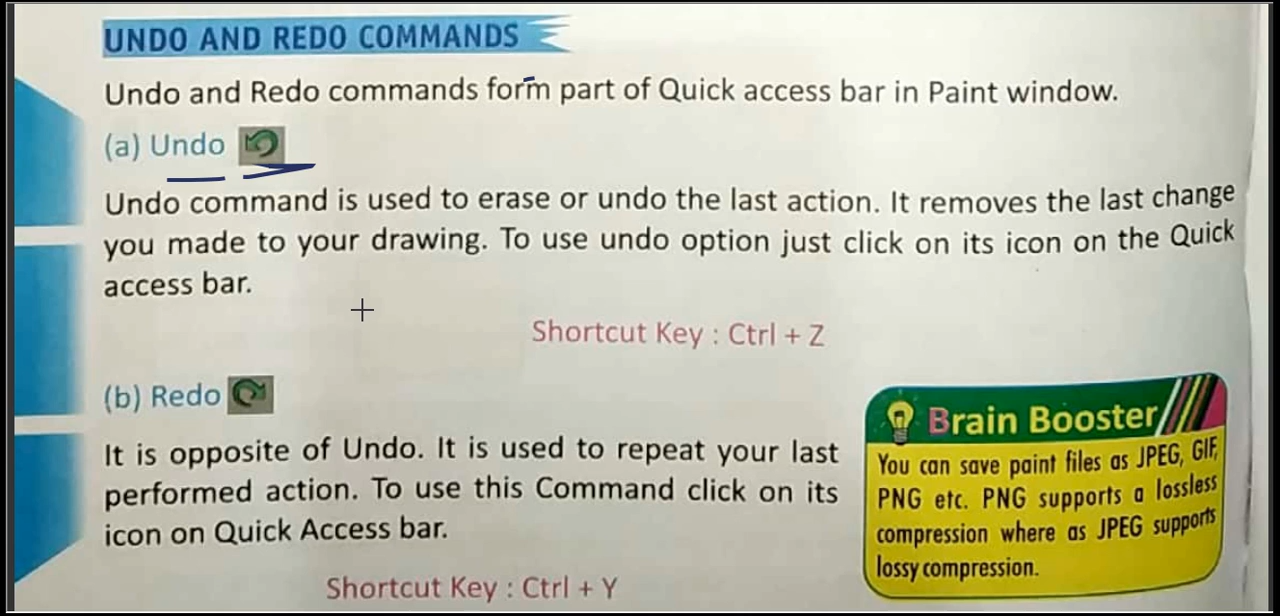 UNDO AND REDO COMMANDS
Undo and Redo commands form part of Quick access bar in Paint window.
(a) Undo
Undo command is used to erase or undo the last action. It removes the last change
you made to your drawing. To use undo option just click on its icon on the Quick
access bar.
Shortcut Key : Ctrl + Z
(b) Redo
It is opposite of Undo. It is used to repeat your last
performed action. To use this Command click on its
icon on Quick Access bar.
Shortcut Key : Ctrl + Y
Brain Booster
You can save paint files as JPEG, GIF,
PNG etc. PNG supports a lossless
compression where as JPEG supports
lossy compression.